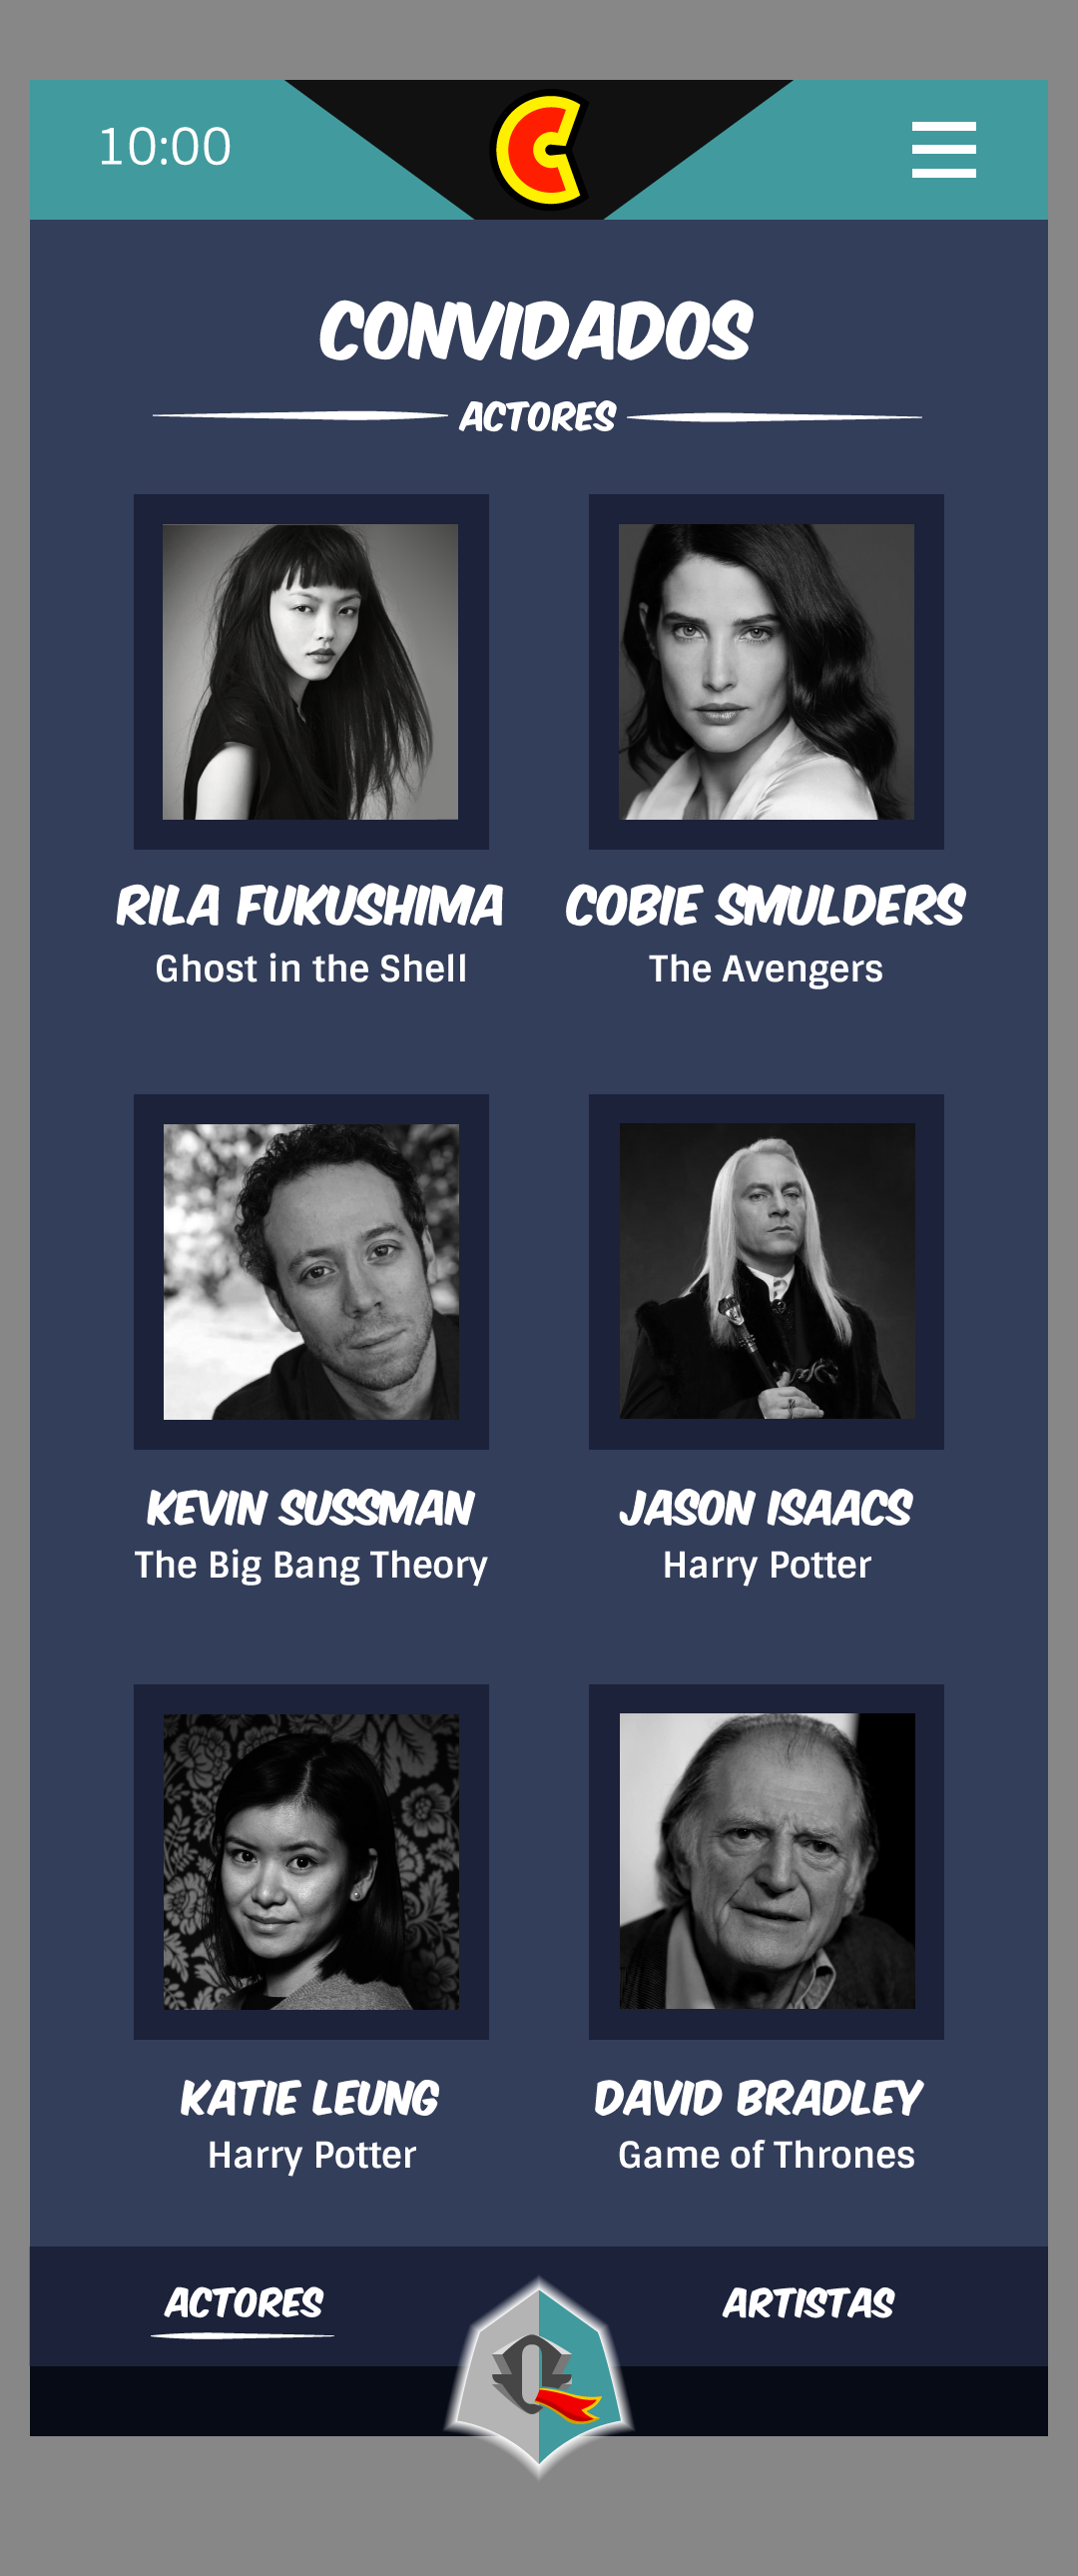 10:00
CONVIDADOS
ACTORES
RILA FUKUSHIMA
COBIE SMULDERS
Ghost in the Shell
The Avengers
KEVIN SUSSMAN
JASON ISAACS
The Big Bang Theory
Harry Potter
KATIE LEUNG
DAVID BRADLEY
Harry Potter
Game of Thrones
ACTORES
ARTISTAS